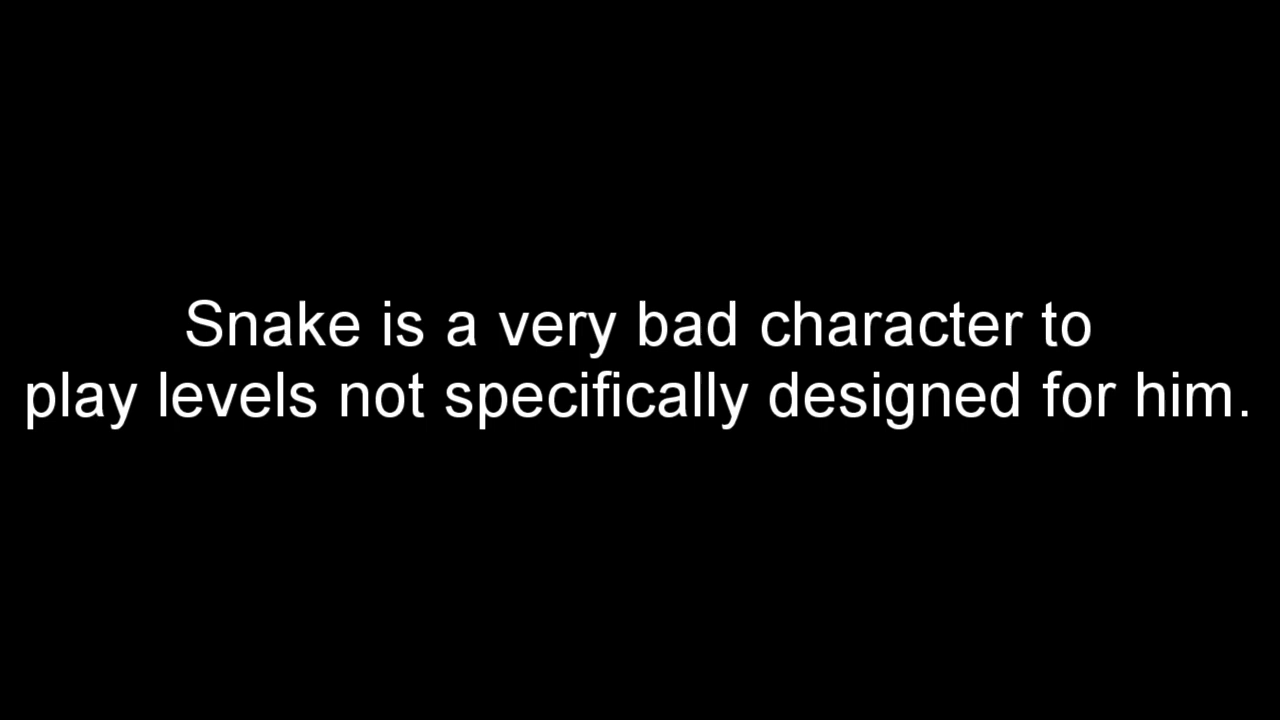 Snake is a very bad character to
play levels not specifically designed for him.